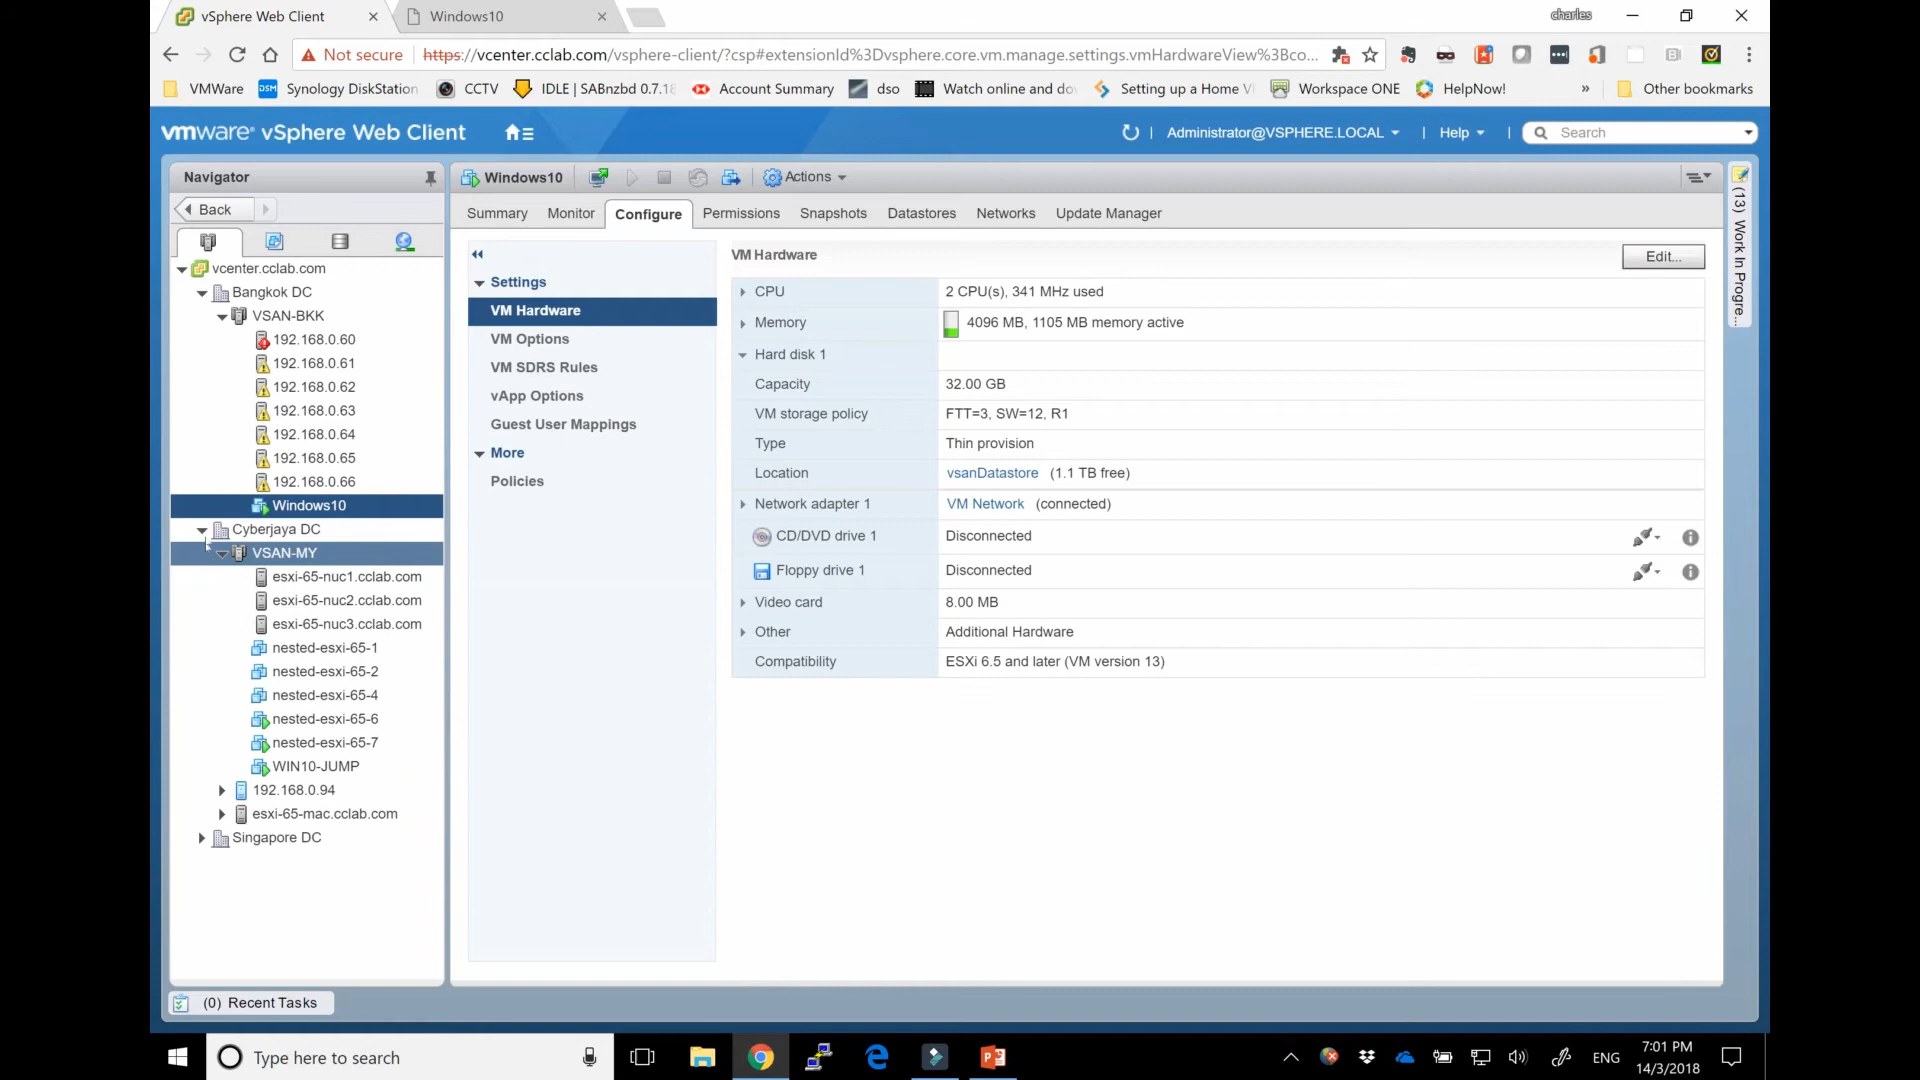 vSphere Web Client
Windows10
charles
Not secure
https://vcenter.cclab.com/vsphere-client/?csp#extensionId%3Dvsphere.core.vm.manage.settings.vmHardwareView%3Bco...
VMWare
DSM
Synology DiskStation
CCTV
IDLE | SABnzbd 0.7.18
Account Summary
dso
Watch online and do
Setting up a Home V
Workspace ONE
HelpNow!
»
Other bookmarks
vmware® vSphere Web Client
Administrator@VSPHERE.LOCAL
Help
Search
Navigator
Back
vcenter.cclab.com
Bangkok DC
VSAN-BKK
192.168.0.60
192.168.0.61
192.168.0.62
192.168.0.63
192.168.0.64
192.168.0.65
192.168.0.66
Windows10
Cyberjaya DC
VSAN-MY
esxi-65-nuc1.cclab.com
esxi-65-nuc2.cclab.com
esxi-65-nuc3.cclab.com
nested-esxi-65-1
nested-esxi-65-2
nested-esxi-65-4
nested-esxi-65-6
nested-esxi-65-7
WIN10-JUMP
192.168.0.94
esxi-65-mac.cclab.com
Singapore DC
Windows10
Actions
Summary
Monitor
Configure
Permissions
Snapshots
Datastores
Networks
Update Manager
Settings
VM Hardware
VM Options
VM SDRS Rules
vApp Options
Guest User Mappings
More
Policies
VM Hardware
Edit...
CPU
2 CPU(s), 341 MHz used
Memory
4096 MB, 1105 MB memory active
Hard disk 1
Capacity
32.00 GB
VM storage policy
FTT=3, SW=12, R1
Type
Thin provision
Location
vsanDatastore (1.1 TB free)
Network adapter 1
VM Network (connected)
CD/DVD drive 1
Disconnected
Floppy drive 1
Disconnected
Video card
8.00 MB
Other
Additional Hardware
Compatibility
ESXi 6.5 and later (VM version 13)
(13) Work In Progre...
(0) Recent Tasks
Type here to search
ENG
7:01 PM
14/3/2018